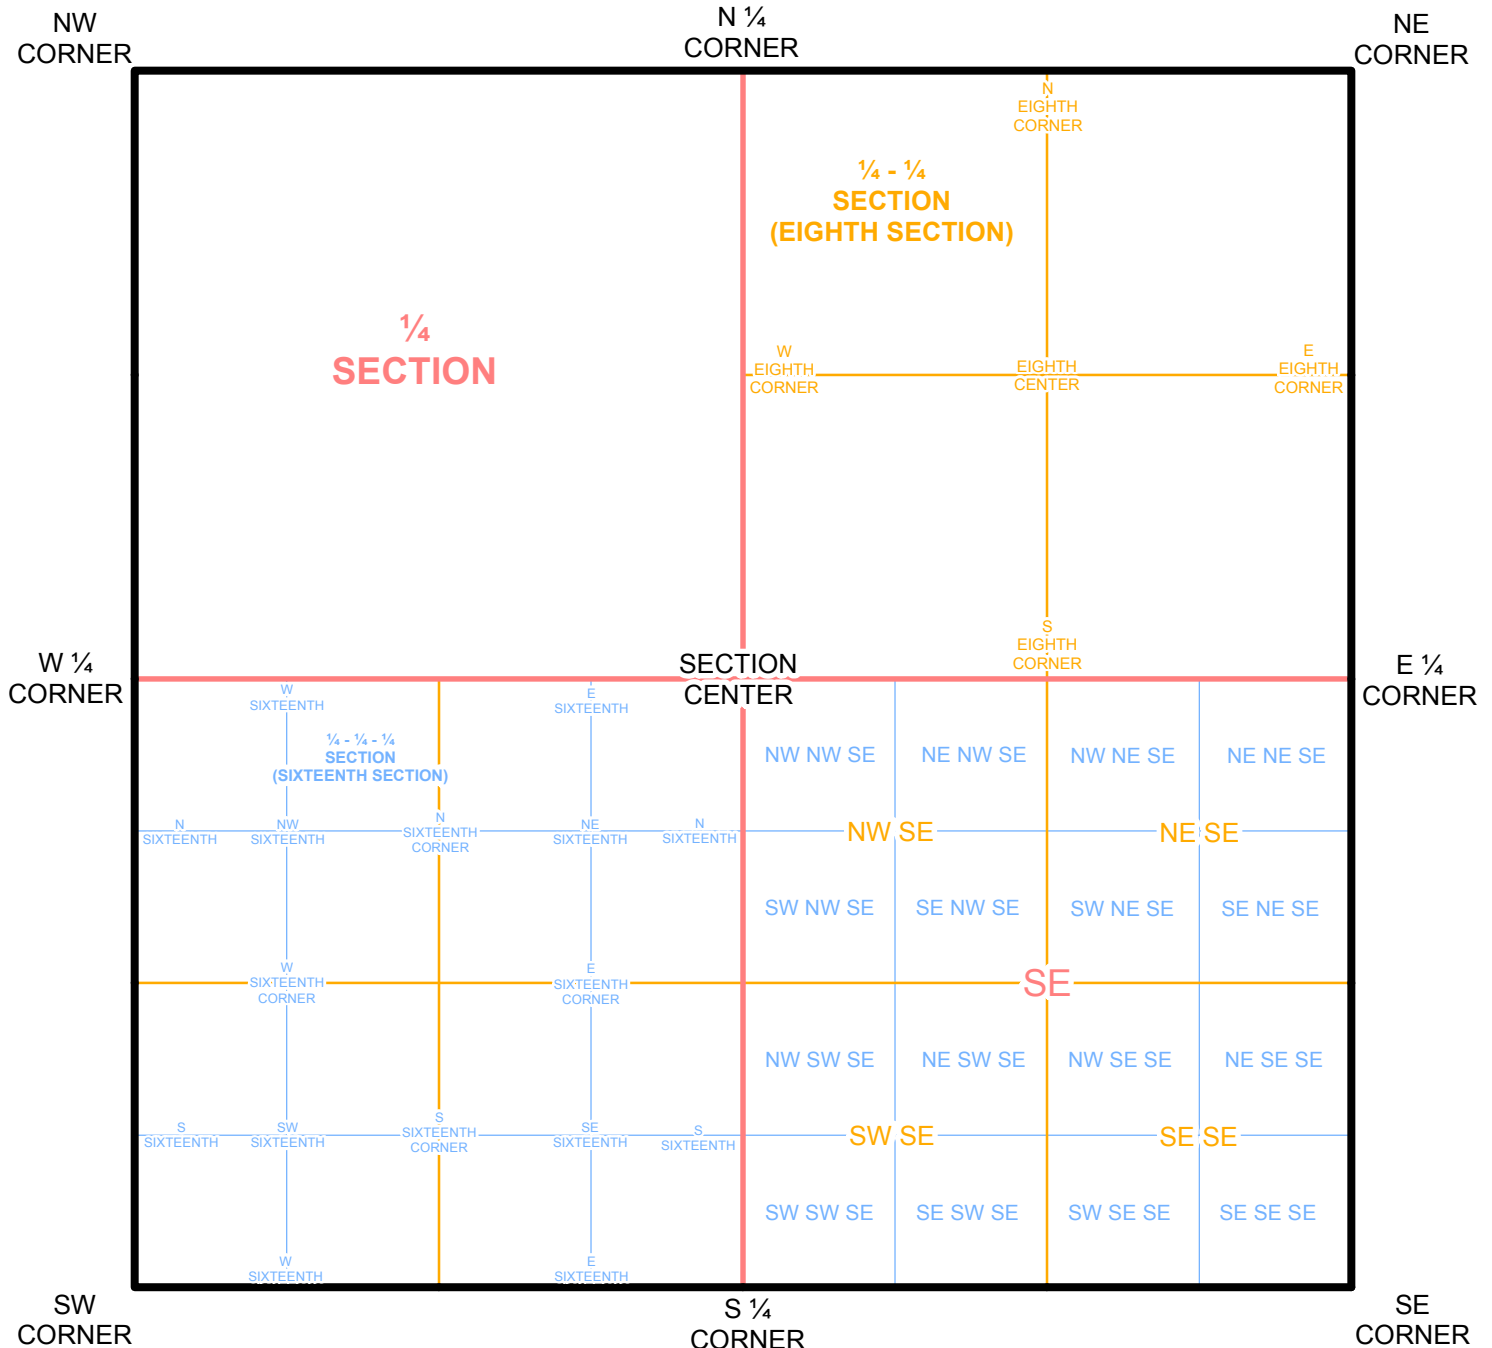 NW
CORNER
N ¼
CORNER
NE
CORNER
N
EIGHTH
CORNER
¼ - ¼
SECTION
(EIGHTH SECTION)
¼
SECTION
W
EIGHTH
CORNER
EIGHTH
CENTER
E
EIGHTH
CORNER
S
EIGHTH
CORNER
W ¼
CORNER
SECTION
CENTER
E ¼
CORNER
W
SIXTEENTH
E
SIXTEENTH
¼ - ¼ - ¼
SECTION
(SIXTEENTH SECTION)
NW NW SE
NE NW SE
NW NE SE
NE NE SE
N
SIXTEENTH
NW
SIXTEENTH
N
SIXTEENTH
CORNER
NE
SIXTEENTH
N
SIXTEENTH
NW SE
NE SE
SW NW SE
SE NW SE
SW NE SE
SE NE SE
W
SIXTEENTH
CORNER
E
SIXTEENTH
CORNER
SE
NW SW SE
NE SW SE
NW SE SE
NE SE SE
S
SIXTEENTH
SW
SIXTEENTH
S
SIXTEENTH
CORNER
SE
SIXTEENTH
S
SIXTEENTH
SW SE
SE SE
SW SW SE
SE SW SE
SW SE SE
SE SE SE
W
SIXTEENTH
E
SIXTEENTH
SW
CORNER
S ¼
CORNER
SE
CORNER